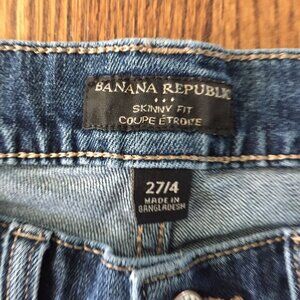 BANANA REPUBLIC
SKINNY FIT
COUPE ÉTROITE
27/4
MADE IN
BANGLADESH